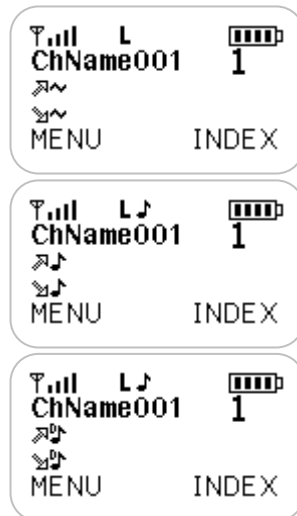 L
ChName001 1
MENU INDEX
L♪
ChName001 1
♪
♪
MENU INDEX
L♪
ChName001 1
D♪
D♪
MENU INDEX